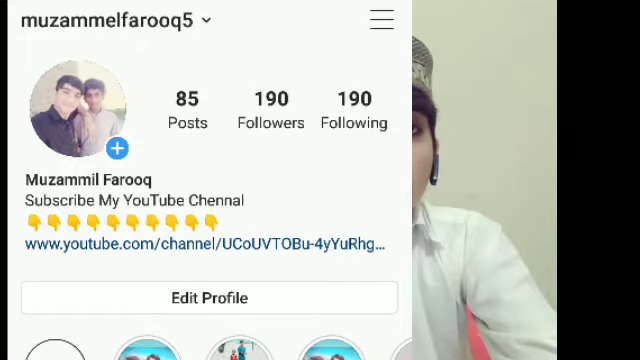 muzammelfarooq5
85 190 190
Posts Followers Following
Muzammil Farooq
Subscribe My YouTube Chennal
👇👇👇👇👇👇👇👇👇👇
www.youtube.com/channel/UCoUVTOBu-4yYuRhg...
Edit Profile